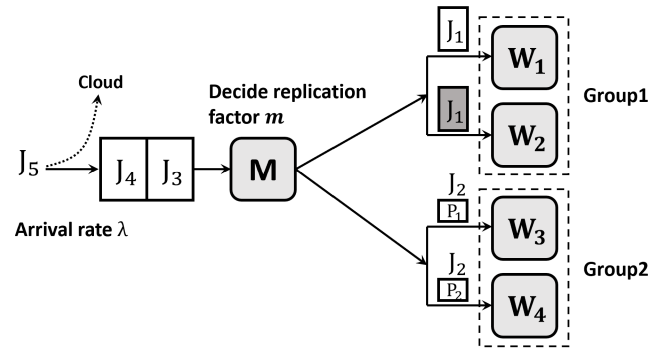 Cloud
J₅
J₄
J₃
Arrival rate λ
Decide replication
factor m
M
J₁
W₁
J₁
W₂
Group1
J₂
P₁
W₃
J₂
P₂
W₄
Group2